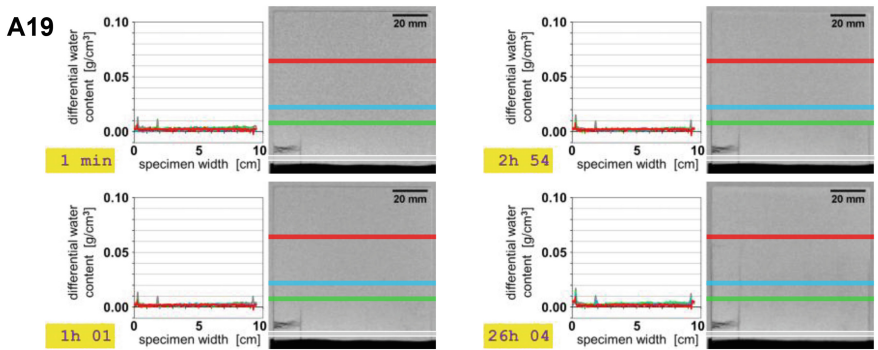 A19
differential water
content [g/cm³]
0.10
0.05
0.00
0 5 10
specimen width [cm]
1 min
20 mm
differential water
content [g/cm³]
0.10
0.05
0.00
0 5 10
specimen width [cm]
2h 54
20 mm
differential water
content [g/cm³]
0.10
0.05
0.00
0 5 10
specimen width [cm]
1h 01
20 mm
differential water
content [g/cm³]
0.10
0.05
0.00
0 5 10
specimen width [cm]
26h 04
20 mm